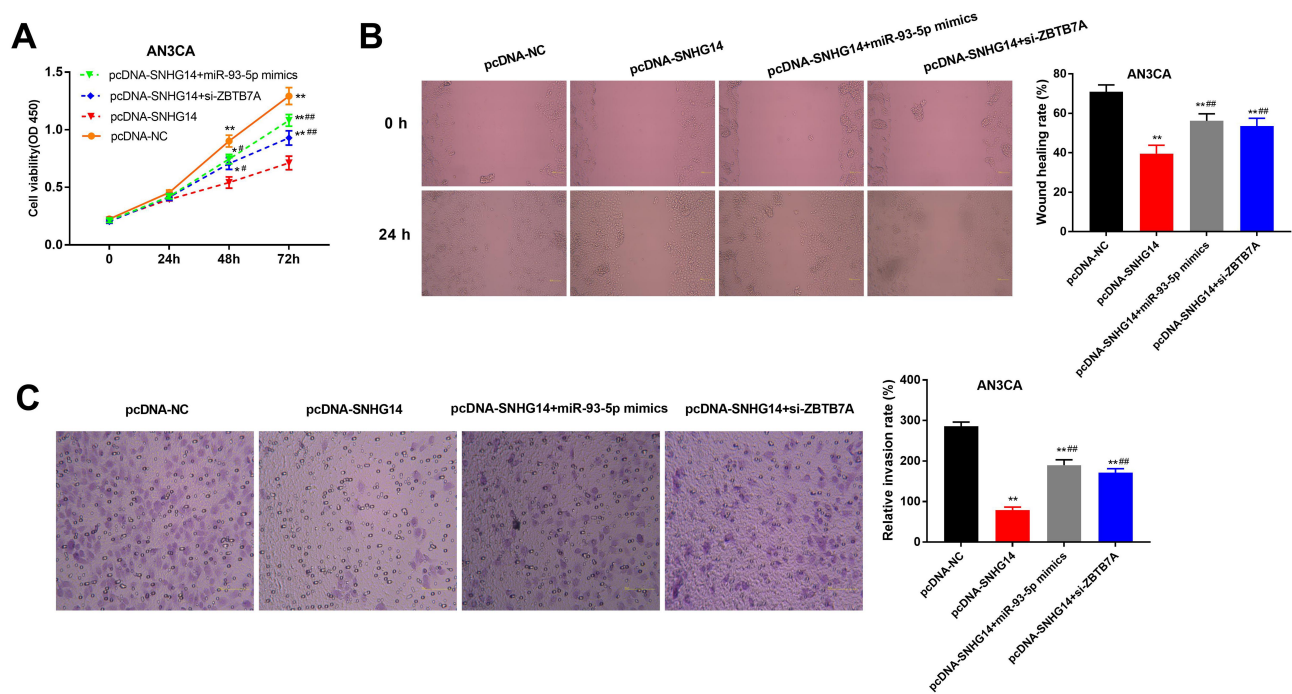 A
AN3CA
Cell viability(OD 450)
1.5
1.0
0.5
0.0
0 24h 48h 72h
pcDNA-SNHG14+miR-93-5p mimics
pcDNA-SNHG14+si-ZBTB7A
pcDNA-SNHG14
pcDNA-NC
**
*#
*#
**
**##
**##
B
pcDNA-NC
pcDNA-SNHG14
pcDNA-SNHG14+miR-93-5p mimics
pcDNA-SNHG14+si-ZBTB7A
0 h
24 h
AN3CA
Wound healing rate (%)
80
60
40
20
0
**
**##
**##
pcDNA-NC
pcDNA-SNHG14
pcDNA-SNHG14+miR-93-5p mimics
pcDNA-SNHG14+si-ZBTB7A
C
pcDNA-NC
pcDNA-SNHG14
pcDNA-SNHG14+miR-93-5p mimics
pcDNA-SNHG14+si-ZBTB7A
AN3CA
Relative invasion rate (%)
400
300
200
100
0
**
**##
**##
pcDNA-NC
pcDNA-SNHG14
pcDNA-SNHG14+miR-93-5p mimics
pcDNA-SNHG14+si-ZBTB7A